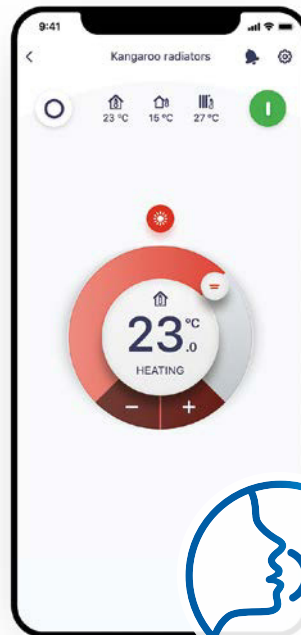 9:41
Kangaroo radiators
23 °C 15 °C 27 °C
23.0 °C
HEATING
− +